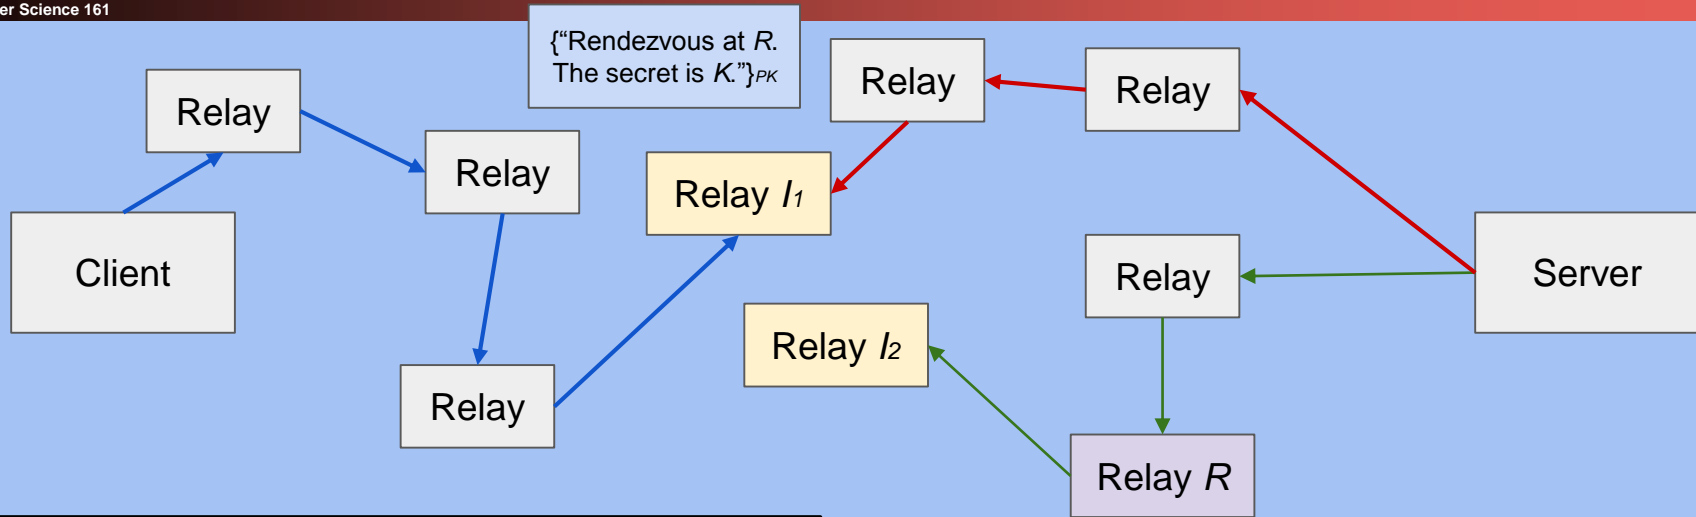 er Science 161
{“Rendezvous at R.
The secret is K.”}PK
Relay
Relay
Relay
Relay
Relay I1
Client
Relay
Server
Relay I2
Relay
Relay R